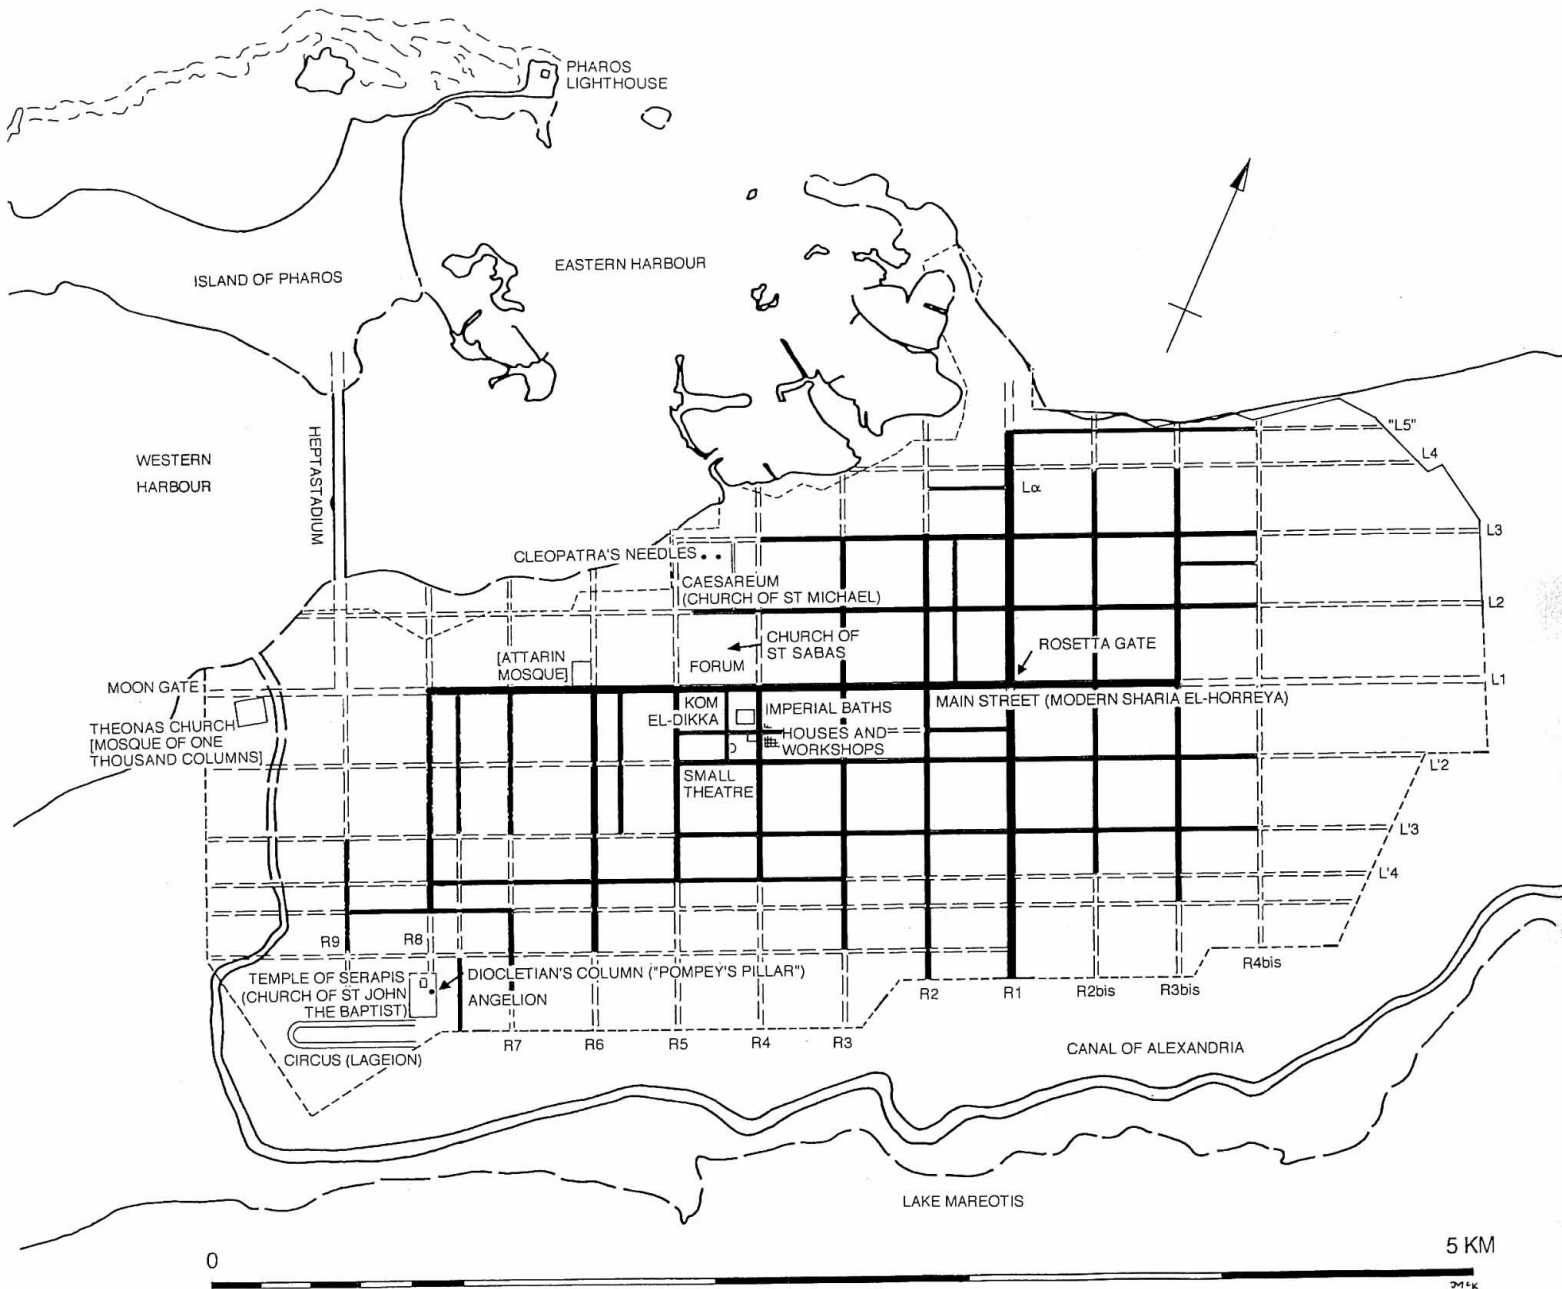 PHAROS
LIGHTHOUSE
ISLAND OF PHAROS
EASTERN HARBOUR
WESTERN
HARBOUR
HEPTASTADIUM
"L5"
L4
Lα
L3
CLEOPATRA'S NEEDLES
CAESAREUM
(CHURCH OF ST MICHAEL)
L2
CHURCH OF
ST SABAS
ROSETTA GATE
[ATTARIN
MOSQUE]
FORUM
MOON GATE
L1
MAIN STREET (MODERN SHARIA EL-HORREYA)
THEONAS CHURCH
[MOSQUE OF ONE
THOUSAND COLUMNS]
KOM
EL-DIKKA
IMPERIAL BATHS
HOUSES AND
WORKSHOPS
SMALL
THEATRE
L'2
L'3
L'4
R9
R8
R4bis
TEMPLE OF SERAPIS
(CHURCH OF ST JOHN
THE BAPTIST)
DIOCLETIAN'S COLUMN ("POMPEY'S PILLAR")
ANGELION
R2
R1
R2bis
R3bis
CIRCUS (LAGEION)
R7
R6
R5
R4
R3
CANAL OF ALEXANDRIA
LAKE MAREOTIS
0
5 KM